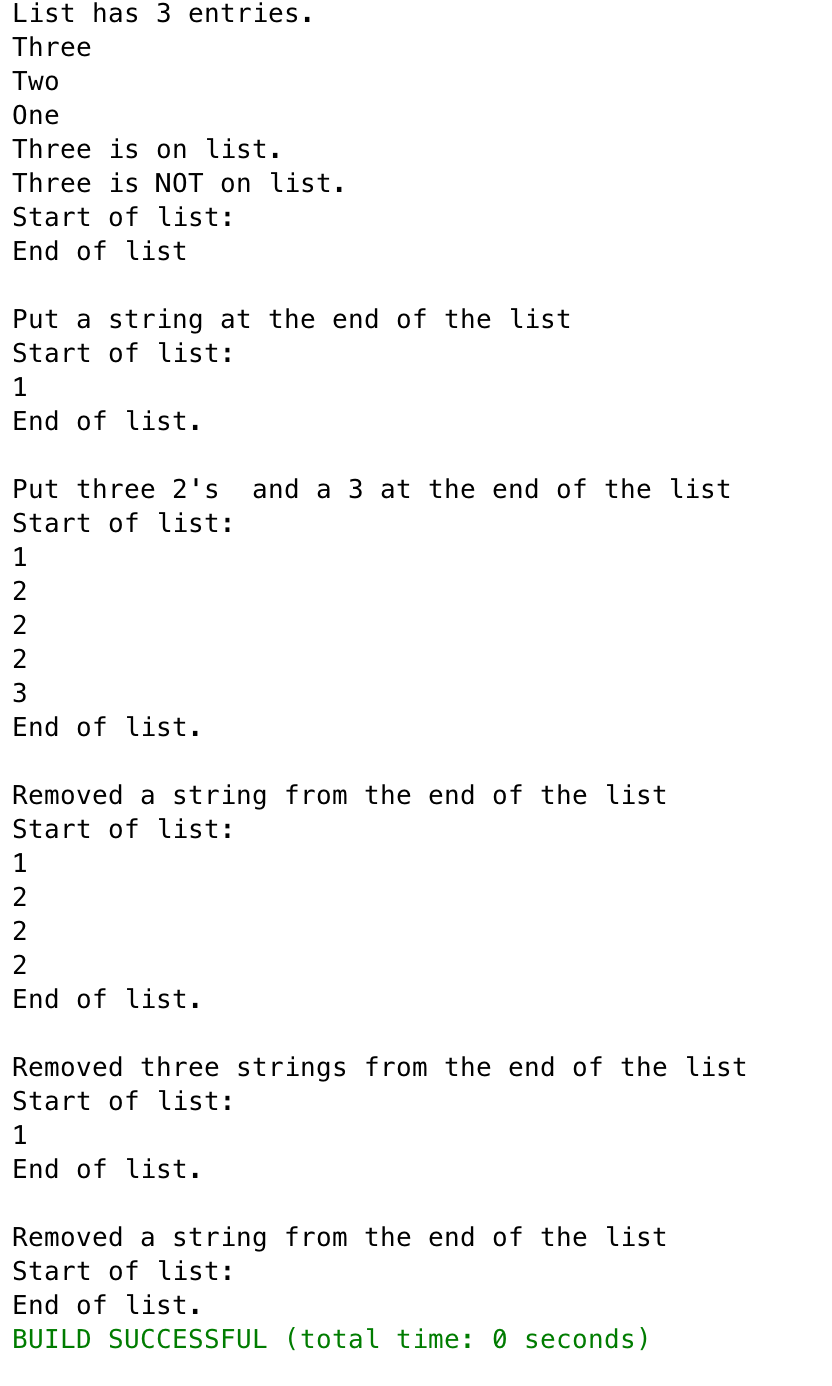 List has 3 entries.
Three
Two
One
Three is on list.
Three is NOT on list.
Start of list:
End of list
Put a string at the end of the list
Start of list:
1
End of list.
Put three 2's  and a 3 at the end of the list
Start of list:
1
2
2
2
3
End of list.
Removed a string from the end of the list
Start of list:
1
2
2
2
End of list.
Removed three strings from the end of the list
Start of list:
1
End of list.
Removed a string from the end of the list
Start of list:
End of list.
BUILD SUCCESSFUL (total time: 0 seconds)